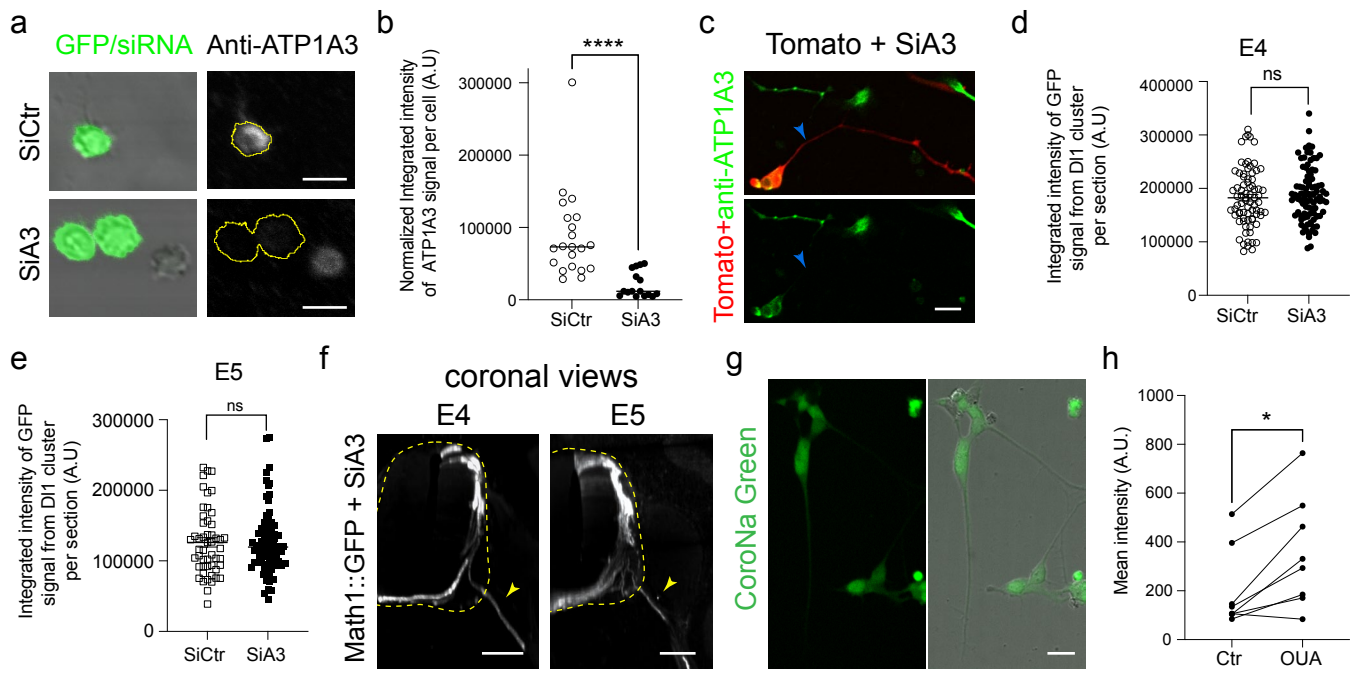 a
GFP/siRNA Anti-ATP1A3
SiCtr
SiA3
b
Normalized Integrated intensity
of ATP1A3 signal per cell (A.U)
****
300000
200000
100000
0
SiCtr SiA3
c
Tomato + SiA3
Tomato+anti-ATP1A3
d
E4
Integrated intensity of GFP
signal from DI1 cluster
per section (A.U)
ns
400000
300000
200000
100000
0
SiCtr SiA3
e
E5
Integrated intensity of GFP
signal from DI1 cluster
per section (A.U)
ns
300000
200000
100000
0
SiCtr SiA3
f
coronal views
E4 E5
Math1::GFP + SiA3
g
CoroNa Green
h
Mean intensity (A.U.)
*
1000
800
600
400
200
0
Ctr OUA